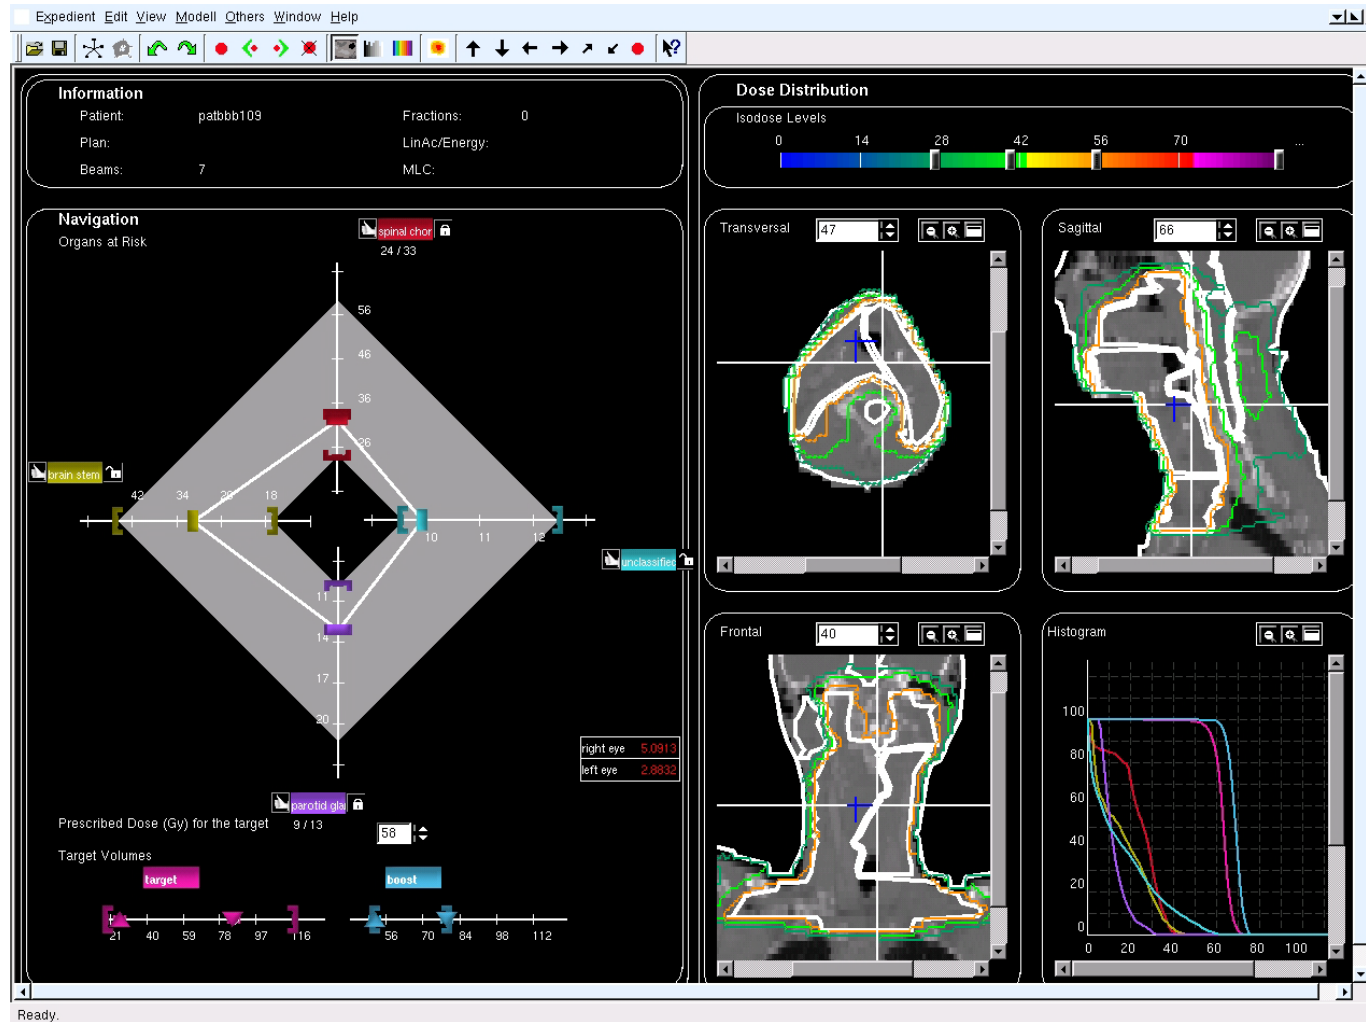 Expedient Edit View Modell Others Window Help
Information
Patient: patbbb109 Fractions: 0
Plan: LinAc/Energy:
Beams: 7 MLC:
Navigation
Organs at Risk
spinal chor
24 / 33
56
46
36
26
brain stem
42 34 26 18
10 11 12
unclassified
11
14
17
20
right eye 5.0913
left eye 2.8832
parotid gla
9 / 13
Prescribed Dose (Gy) for the target 58
Target Volumes
target boost
21 40 59 78 97 116
56 70 84 98 112
Dose Distribution
Isodose Levels
0 14 28 42 56 70 ...
Transversal 47
Sagittal 66
Frontal 40
Histogram
100
80
60
40
20
0
0 20 40 60 80 100
Ready.